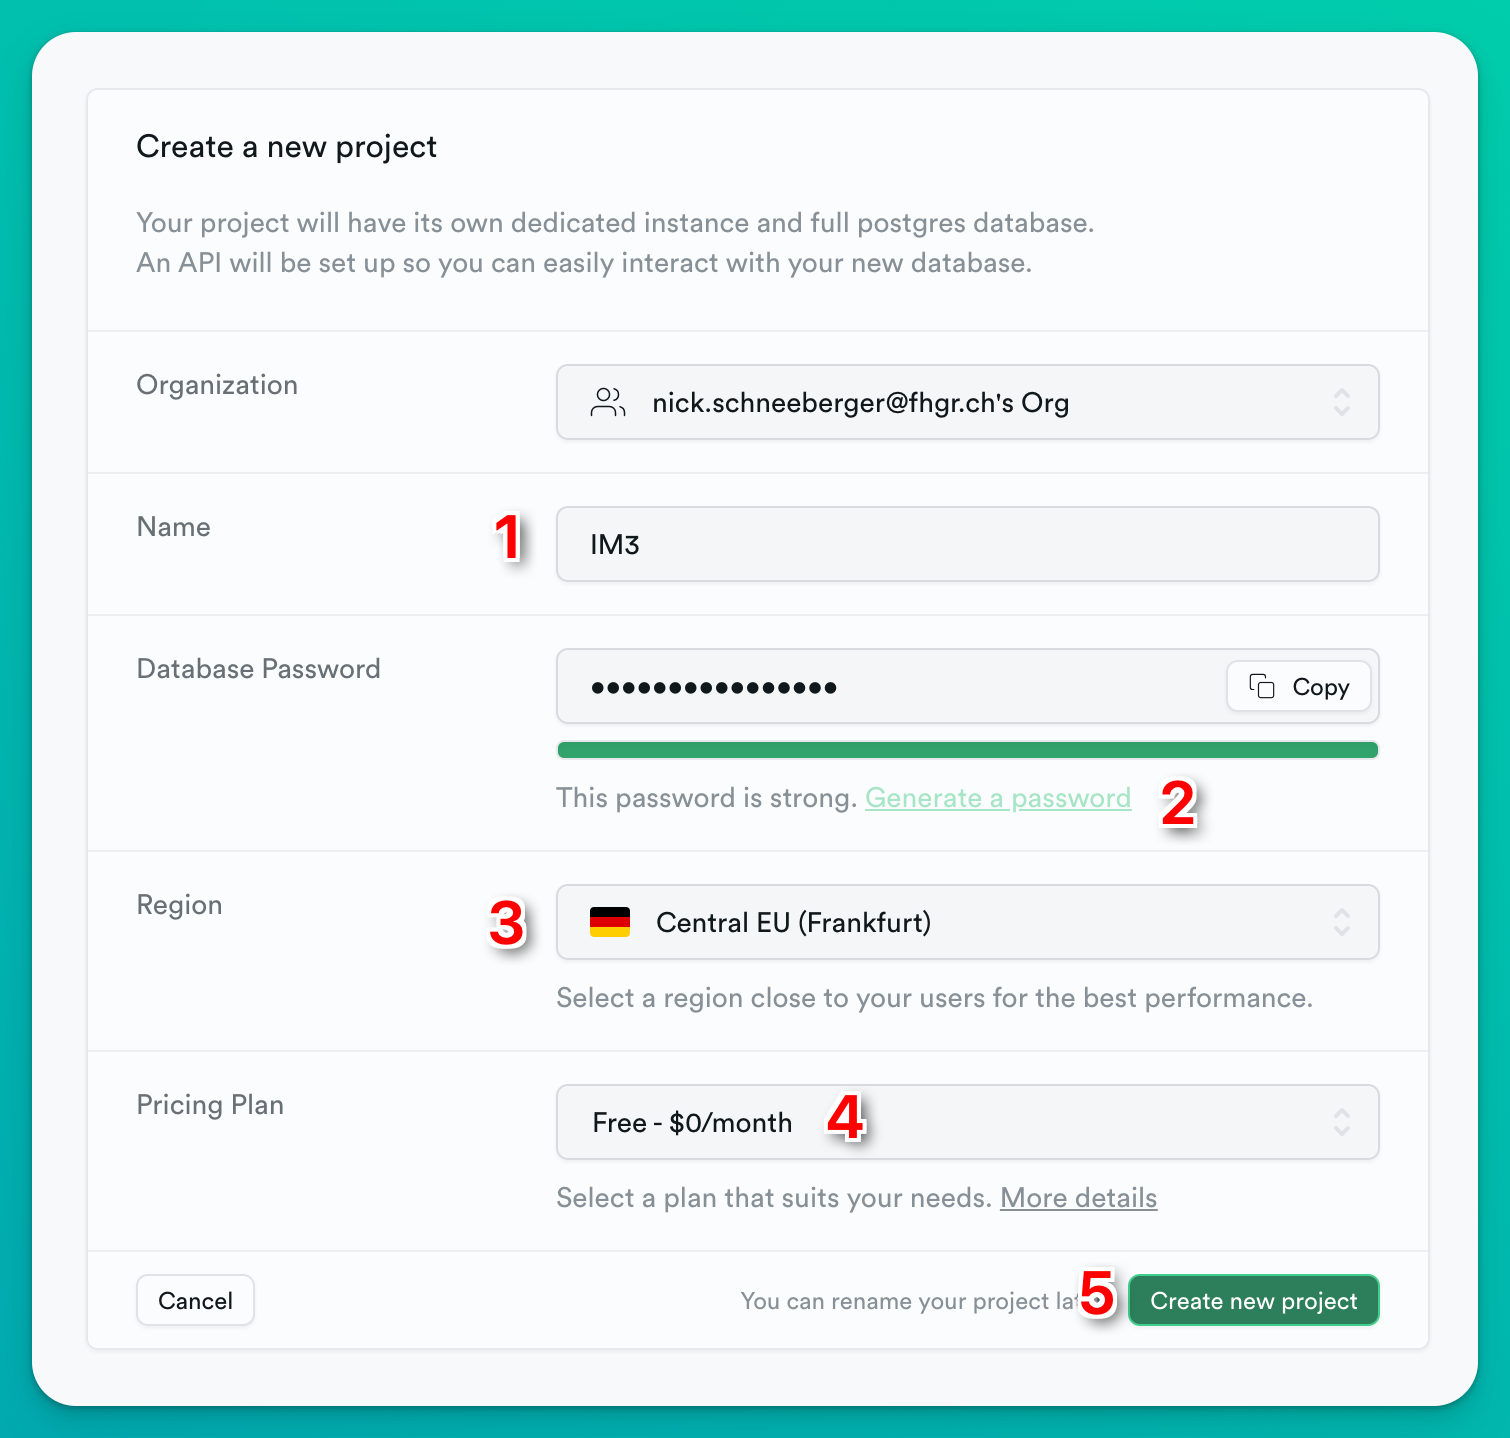 Create a new project
Your project will have its own dedicated instance and full postgres database.
An API will be set up so you can easily interact with your new database.
Organization
nick.schneeberger@fhgr.ch's Org
Name
1
IM3
Database Password
Copy
This password is strong. Generate a password
2
Region
3
Central EU (Frankfurt)
Select a region close to your users for the best performance.
Pricing Plan
Free - $0/month
4
Select a plan that suits your needs. More details
Cancel
You can rename your project
5
Create new project